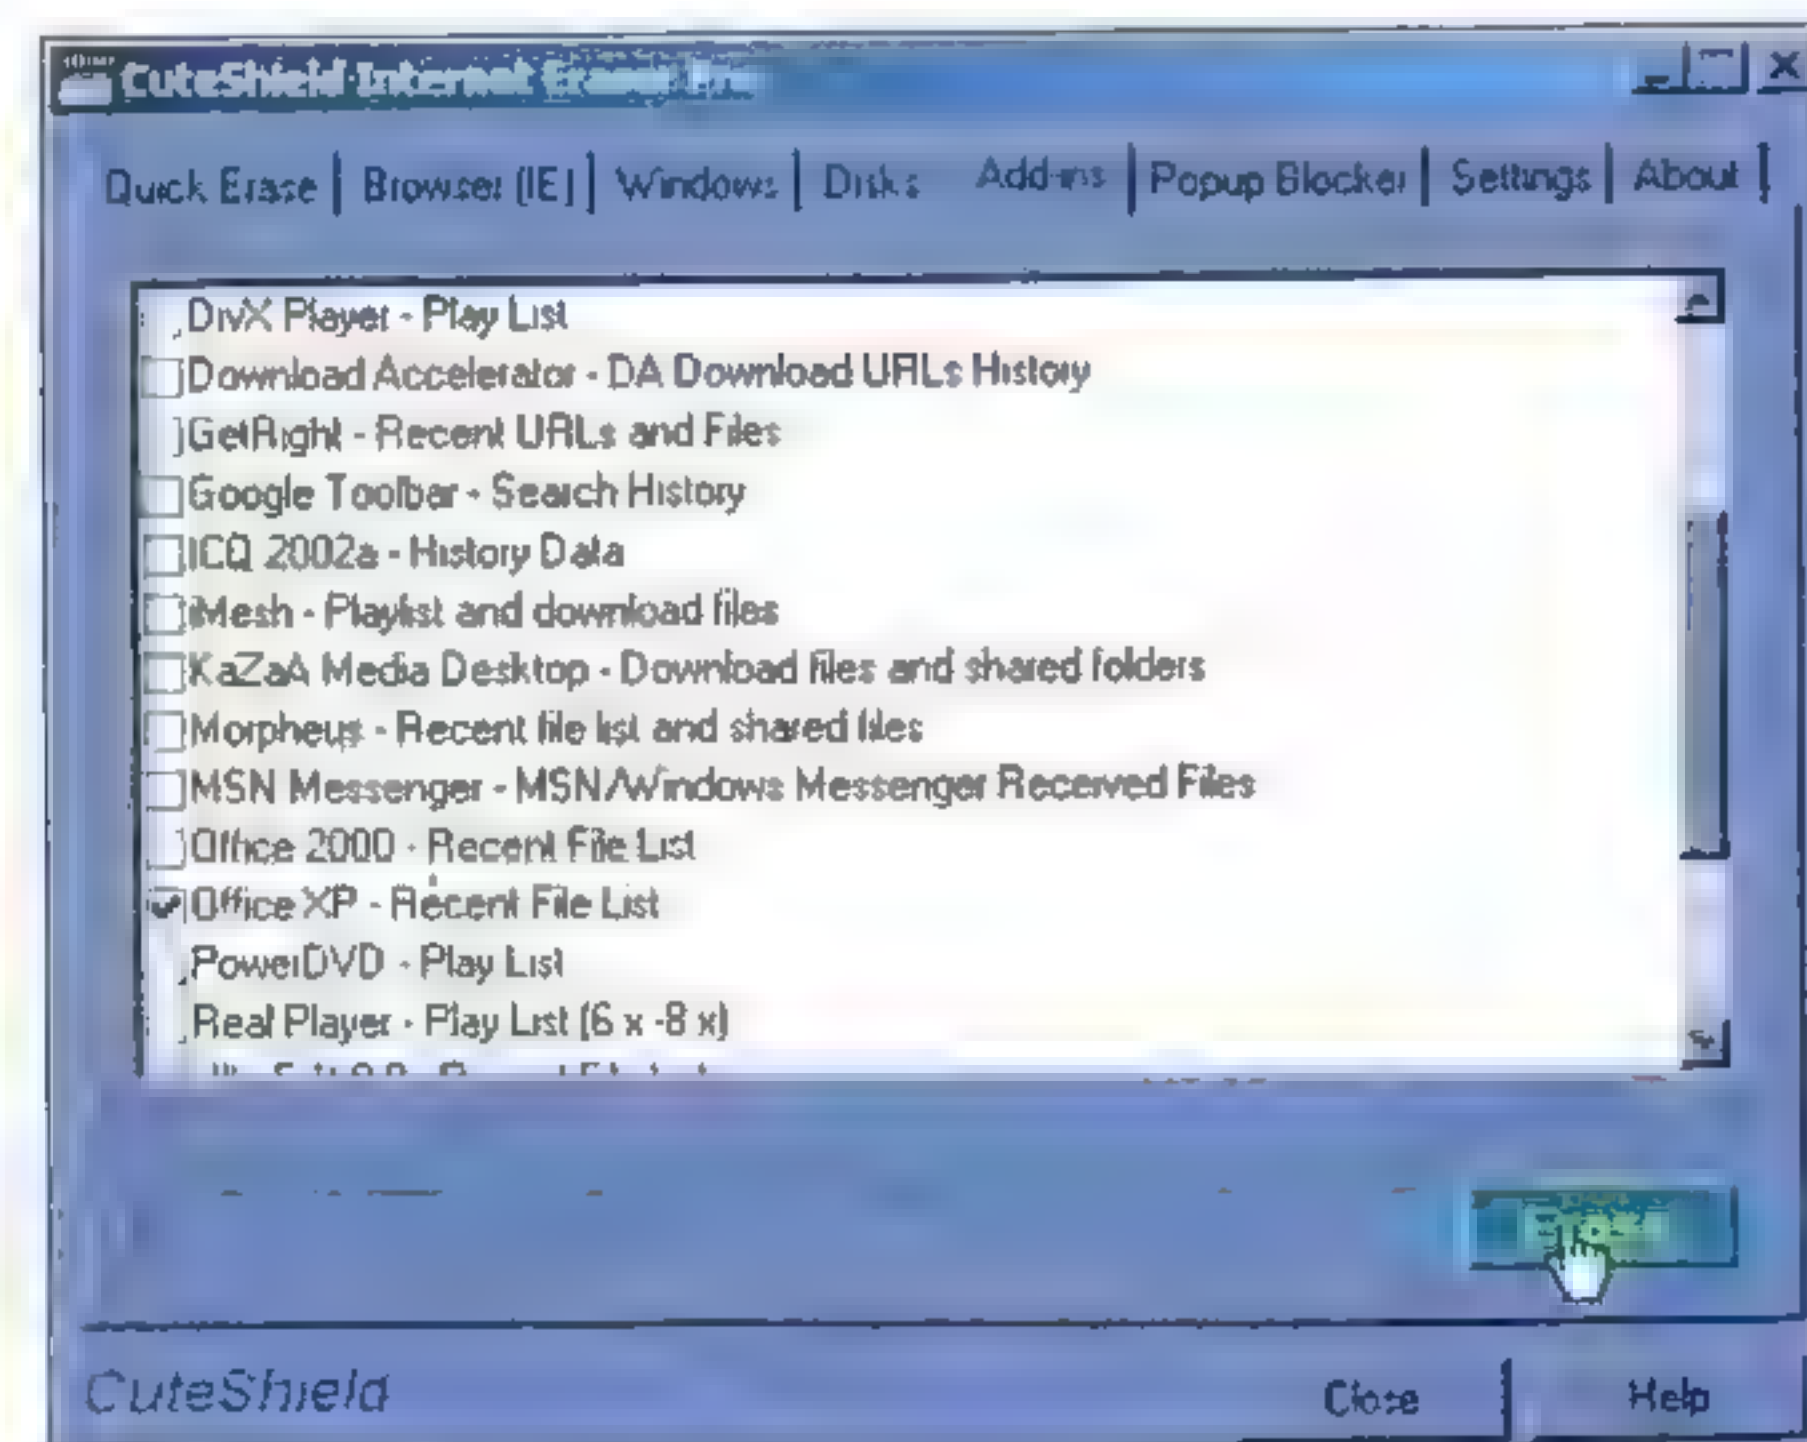 CuteShield Internet Eraser Pro
Quick Erase Browser (IE) Windows Disks Add-ins Popup Blocker Settings About
DivX Player - Play List
Download Accelerator - DA Download URLs History
GetRight - Recent URLs and Files
Google Toolbar - Search History
ICQ 2002a - History Data
iMesh - Playlist and download files
KaZaA Media Desktop - Download files and shared folders
Morpheus - Recent file list and shared files
MSN Messenger - MSN/Windows Messenger Received Files
Office 2000 - Recent File List
Office XP - Recent File List
PowerDVD - Play List
Real Player - Play List (6.x -8.x)
CuteShield Close Help